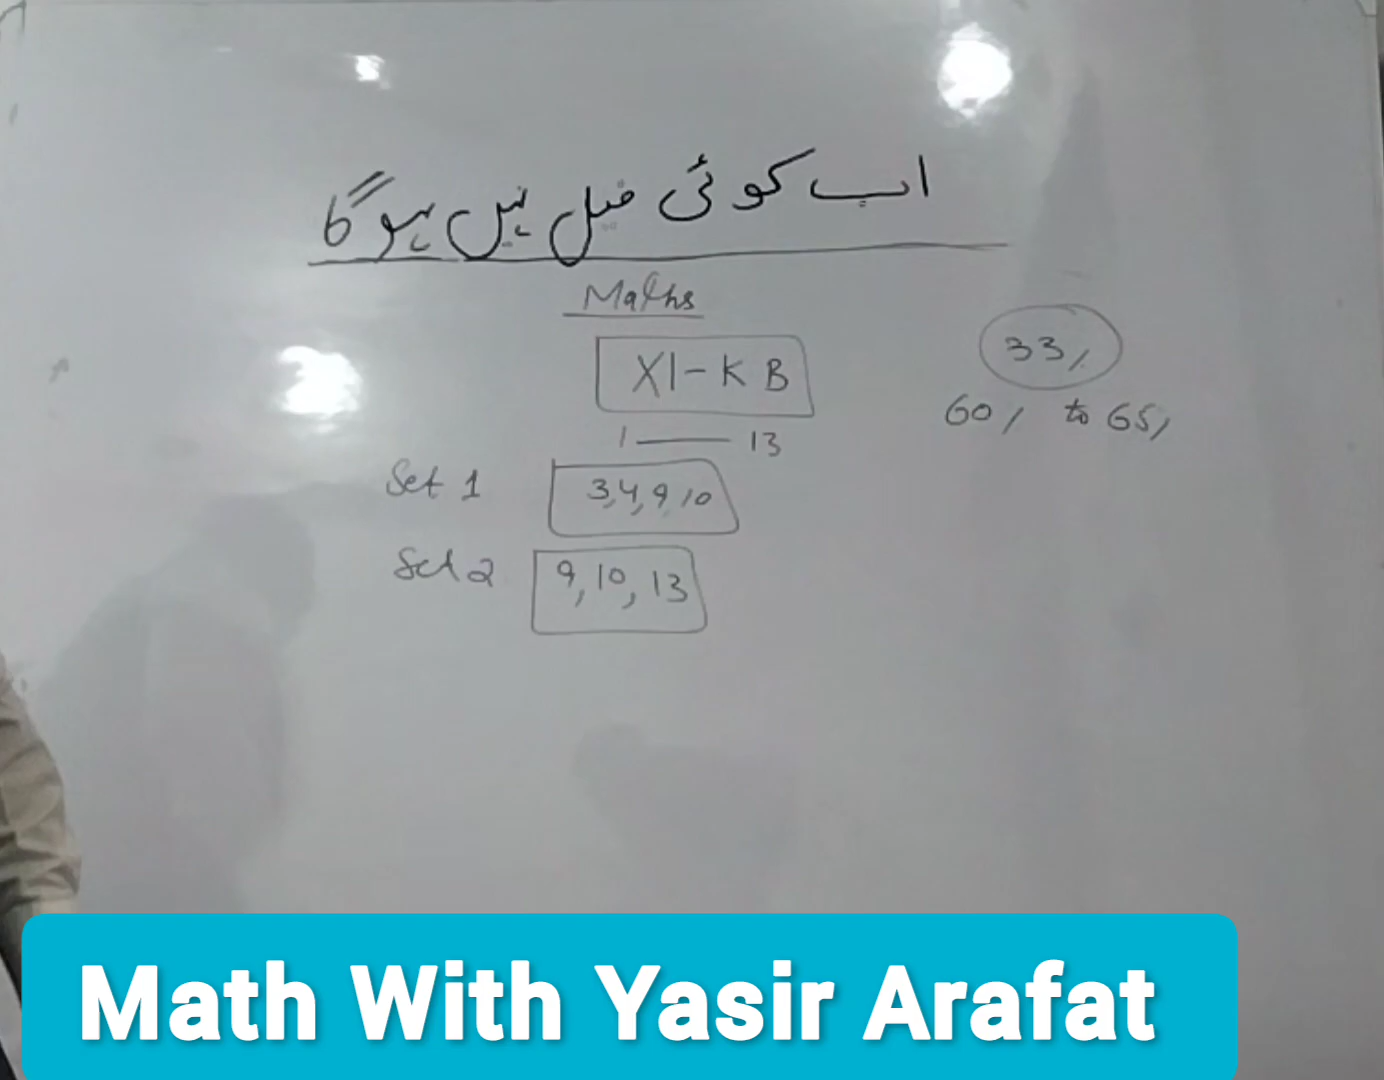 اب کوئی فیل نہیں ہوگا
Maths
XI-KB
1 — 13
33%
60% to 65%
Set 1 3,4,9,10
Set 2 9,10,13
Math With Yasir Arafat